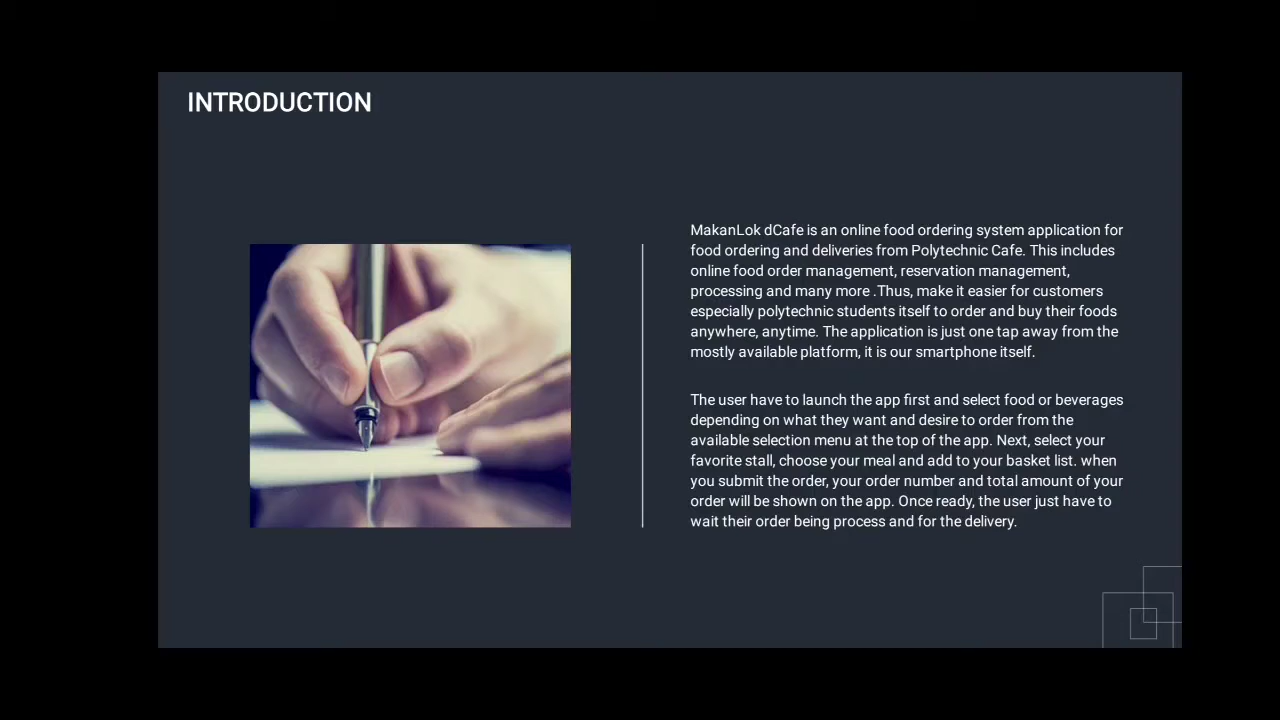 INTRODUCTION
MakanLok dCafe is an online food ordering system application for
food ordering and deliveries from Polytechnic Cafe. This includes
online food order management, reservation management,
processing and many more .Thus, make it easier for customers
especially polytechnic students itself to order and buy their foods
anywhere, anytime. The application is just one tap away from the
mostly available platform, it is our smartphone itself.
The user have to launch the app first and select food or beverages
depending on what they want and desire to order from the
available selection menu at the top of the app. Next, select your
favorite stall, choose your meal and add to your basket list. when
you submit the order, your order number and total amount of your
order will be shown on the app. Once ready, the user just have to
wait their order being process and for the delivery.